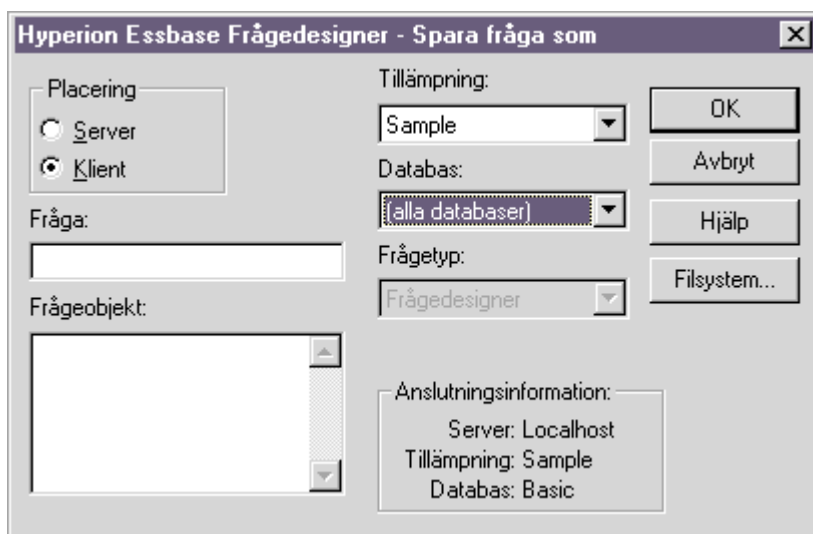 Hyperion Essbase Frågedesigner - Spara fråga som
Placering
Server
Klient
Fråga:
Frågeobjekt:
Tillämpning:
Sample
Databas:
(alla databaser)
Frågetyp:
Frågedesigner
Anslutningsinformation:
Server: Localhost
Tillämpning: Sample
Databas: Basic
OK
Avbryt
Hjälp
Filsystem...